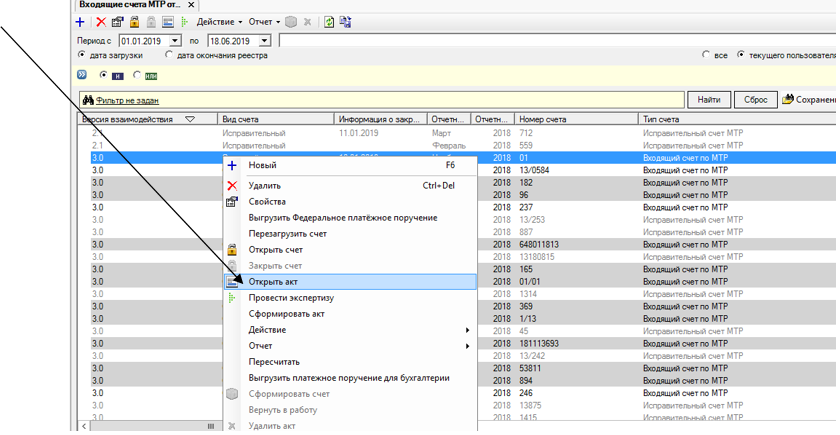 Входящие счета МТР от..
Действие Отчет
Период с 01.01.2019 по 18.06.2019
дата загрузки дата окончания реестра все текущего пользователя
и или
Фильтр не задан Найти Сброс Сохранени
Версия взаимодействия Вид счета Информация о закр... Отчетн... Отчетн... Номер счета Тип счета
2.1 Исправительный 11.01.2019 Март 2018 712 Исправительный счет МТР
2.1 Исправительный Февраль 2018 559 Исправительный счет МТР
3.0 2018 01 Входящий счет по МТР
3.0 Новый F6 2018 13/0584 Входящий счет по МТР
3.0 Удалить Ctrl+Del 2018 182 Входящий счет по МТР
3.0 Свойства 2018 96 Входящий счет по МТР
3.0 2018 237 Входящий счет по МТР
3.0 Выгрузить Федеральное платёжное поручение 2018 13/253 Исправительный счет МТР
3.0 Перезагрузить счет 2018 887 Исправительный счет МТР
3.0 Открыть счет 2018 648011813 Входящий счет по МТР
3.0 2018 13180815 Исправительный счет МТР
3.0 Закрыть счет 2018 165 Входящий счет по МТР
3.0 Открыть акт 2018 01/01 Входящий счет по МТР
3.0 Провести экспертизу 2018 1314 Исправительный счет МТР
3.0 Сформировать акт 2018 369 Входящий счет по МТР
3.0 2018 1/13 Входящий счет по МТР
3.0 Действие 2018 45 Исправительный счет МТР
3.0 Отчет 2018 181113693 Входящий счет по МТР
3.0 Пересчитать 2018 13/242 Исправительный счет МТР
3.0 2018 53811 Входящий счет по МТР
3.0 Выгрузить платежное поручение для бухгалтерии 2018 894 Входящий счет по МТР
3.0 Сформировать счет 2018 246 Входящий счет по МТР
3.0 Вернуть в работу 2018 13875 Исправительный счет МТР
3.0 2018 1415 Исправительный счет МТР
Удалить акт